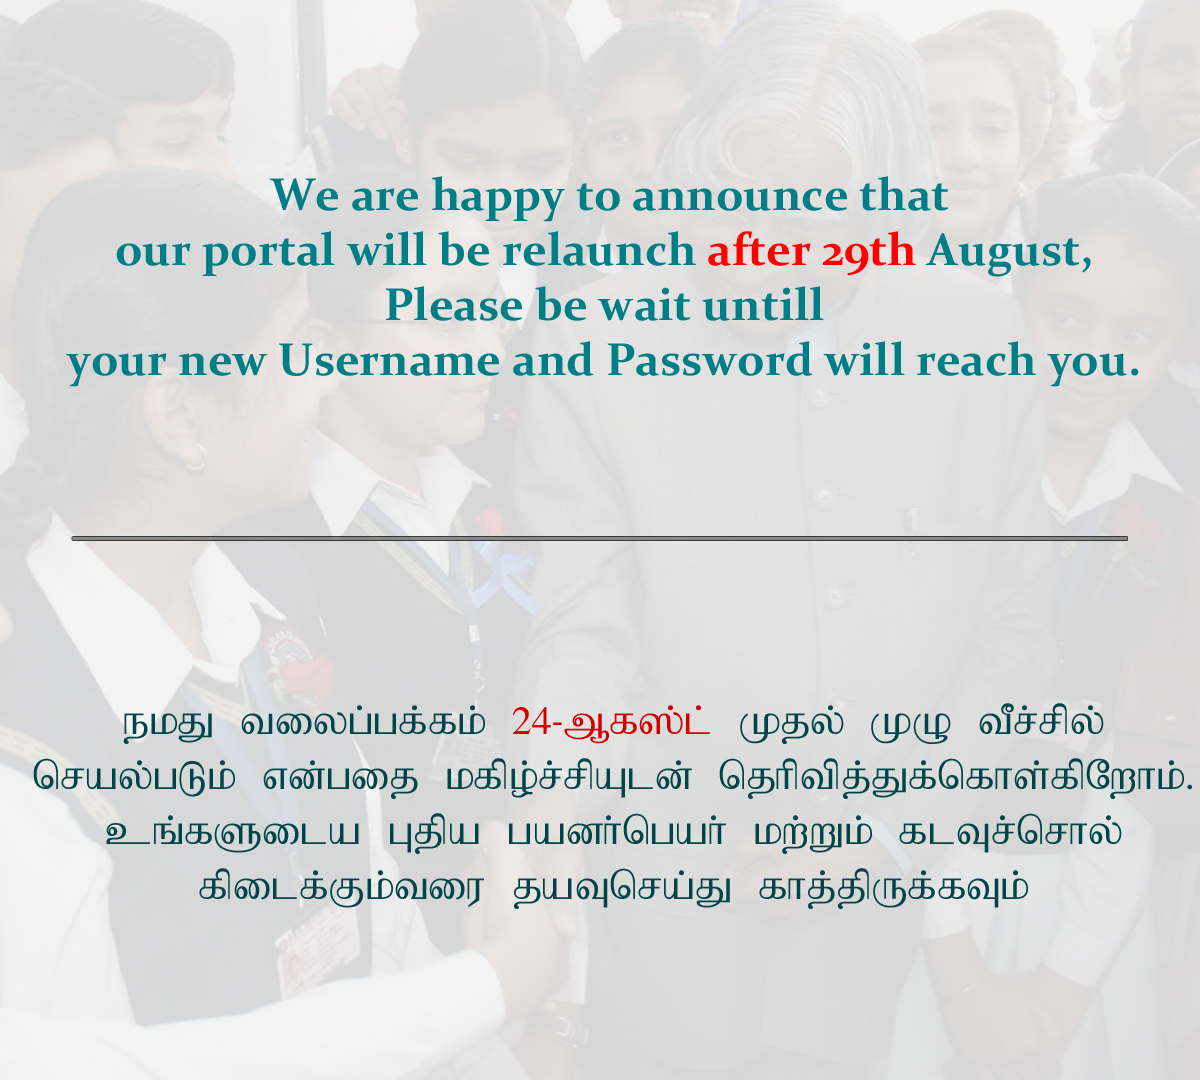 We are happy to announce that
our portal will be relaunch after 29th August,
Please be wait untill
your new Username and Password will reach you.
நமது வலைப்பக்கம் 24-ஆகஸ்ட் முதல் முழு வீச்சில்
செயல்படும் என்பதை மகிழ்ச்சியுடன் தெரிவித்துக்கொள்கிறோம்.
உங்களுடைய புதிய பயனர்பெயர் மற்றும் கடவுச்சொல்
கிடைக்கும்வரை தயவுசெய்து காத்திருக்கவும்